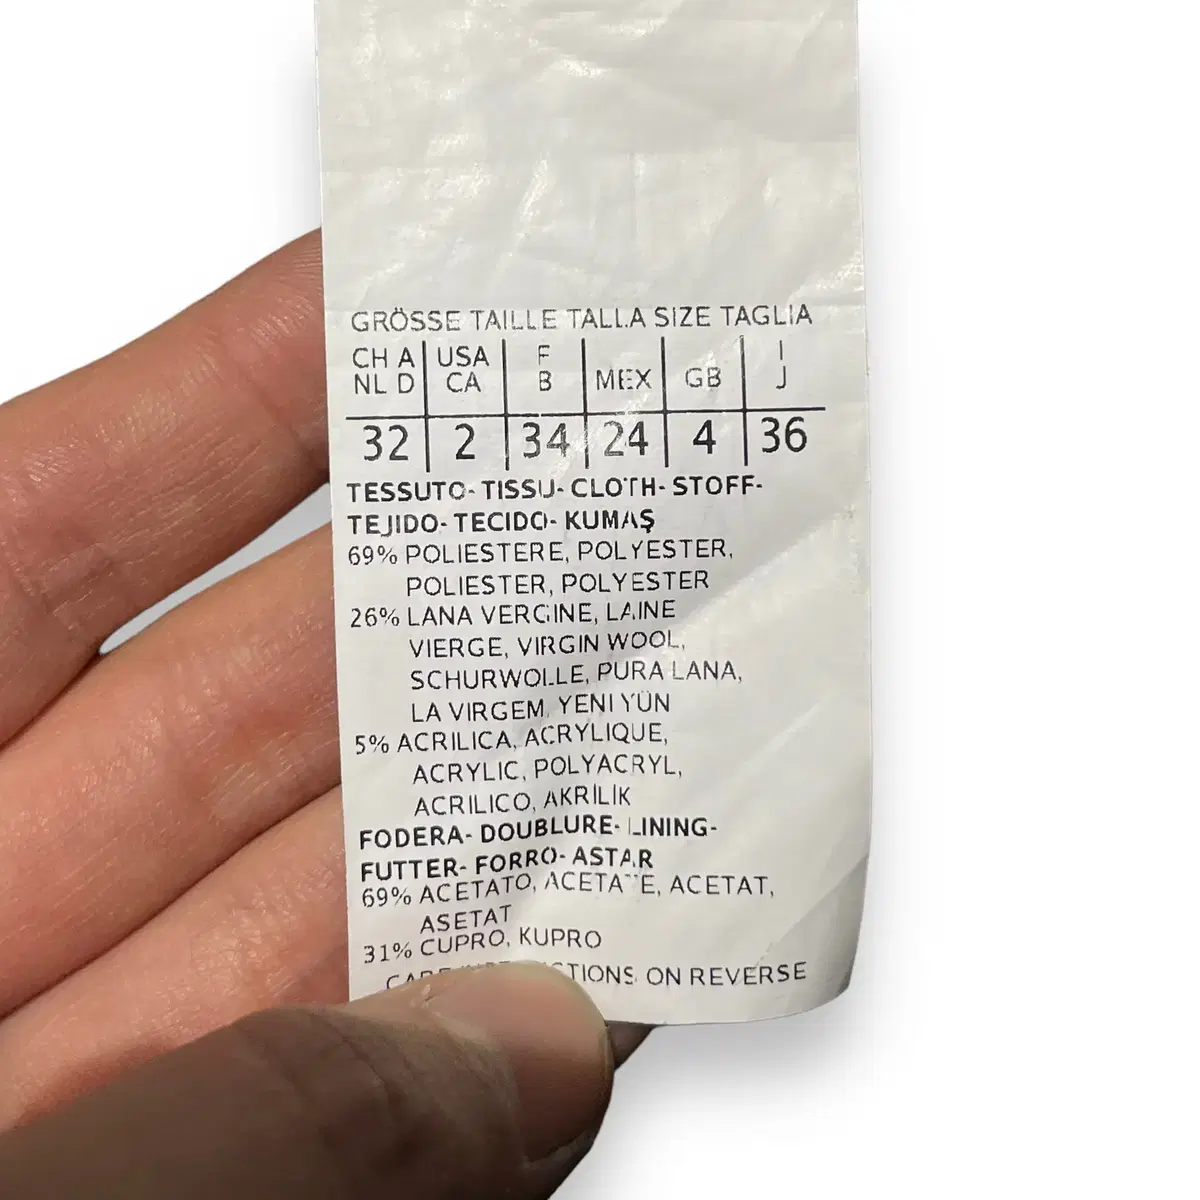 GRÖSSE TAILLE TALLA SIZE TAGLIA
CH A USA F I
NL D CA B MEX GB J
32 2 34 24 4 36
TESSUTO- TISSU- CLOTH- STOFF-
TEJIDO- TECIDO- KUMAŞ
69% POLIESTERE, POLYESTER,
POLIESTER, POLYESTER
26% LANA VERGINE, LAINE
VIERGE, VIRGIN WOOL,
SCHURWOLLE, PURA LANA,
LA VIRGEM, YENI YÜN
5% ACRILICA, ACRYLIQUE,
ACRYLIC, POLYACRYL,
ACRILICO, AKRİLİK
FODERA- DOUBLURE- LINING-
FUTTER- FORRO- ASTAR
69% ACETATO, ACETATE, ACETAT,
ASETAT
31% CUPRO, KUPRO
ON REVERSE